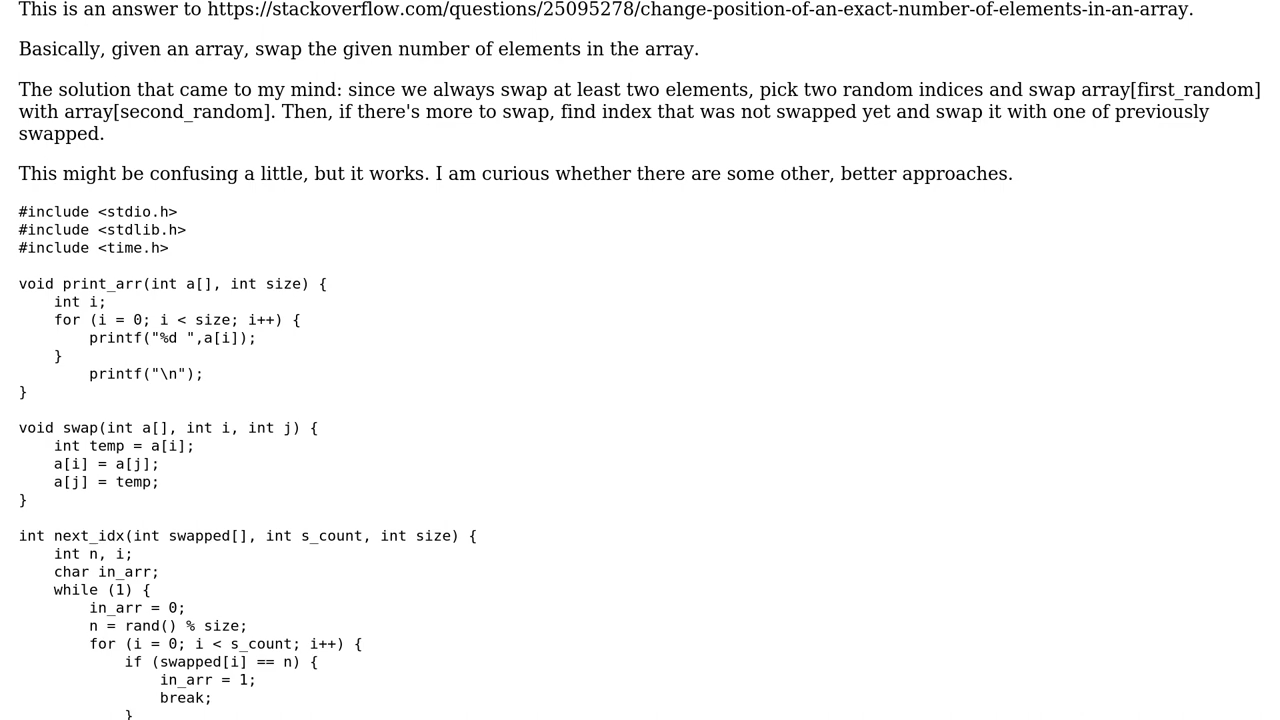 This is an answer to https://stackoverflow.com/questions/25095278/change-position-of-an-exact-number-of-elements-in-an-array.
Basically, given an array, swap the given number of elements in the array.
The solution that came to my mind: since we always swap at least two elements, pick two random indices and swap array[first_random]
with array[second_random]. Then, if there's more to swap, find index that was not swapped yet and swap it with one of previously
swapped.
This might be confusing a little, but it works. I am curious whether there are some other, better approaches.
#include <stdio.h>
#include <stdlib.h>
#include <time.h>
void print_arr(int a[], int size) {
    int i;
    for (i = 0; i < size; i++) {
        printf("%d ",a[i]);
    }
        printf("\n");
}
void swap(int a[], int i, int j) {
    int temp = a[i];
    a[i] = a[j];
    a[j] = temp;
}
int next_idx(int swapped[], int s_count, int size) {
    int n, i;
    char in_arr;
    while (1) {
        in_arr = 0;
        n = rand() % size;
        for (i = 0; i < s_count; i++) {
            if (swapped[i] == n) {
                in_arr = 1;
                break;
            }